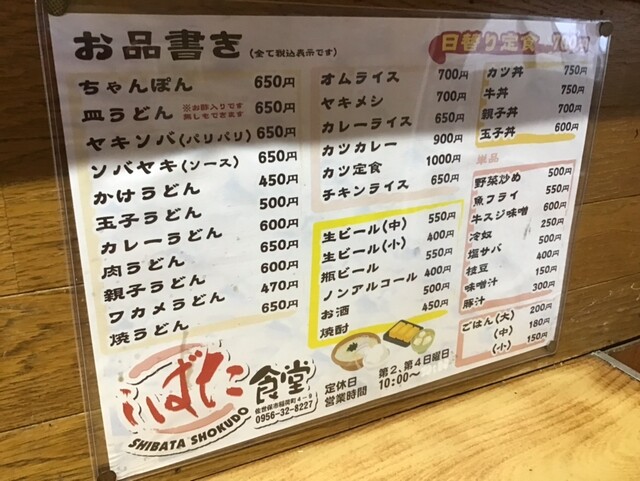 お品書き (全て税込表示です)
日替り定食 700円
ちゃんぽん 650円
皿うどん ※お酢入りです 無しもできます 650円
ヤキソバ(パリパリ) 650円
ソバヤキ(ソース) 650円
かけうどん 450円
玉子うどん 500円
カレーうどん 600円
肉うどん 650円
親子うどん 600円
ワカメうどん 470円
焼うどん 650円
オムライス 700円
ヤキメシ 700円
カレーライス 650円
カツカレー 900円
カツ定食 1000円
チキンライス 650円
生ビール(中) 550円
生ビール(小) 400円
瓶ビール 550円
ノンアルコール 400円
お酒 500円
焼酎 450円
カツ丼 750円
牛丼 700円
親子丼 700円
玉子丼 600円
単品
野菜炒め 500円
魚フライ 550円
牛スジ味噌 600円
冷奴 250円
塩サバ 500円
枝豆 400円
味噌汁 150円
豚汁 300円
ごはん(大) 200円
(中) 180円
(小) 150円
しばた食堂
SHIBATA SHOKUDO
佐世保市稲荷町4-9
0956-32-8227
定休日 第2、第4日曜日
営業時間 10:00〜